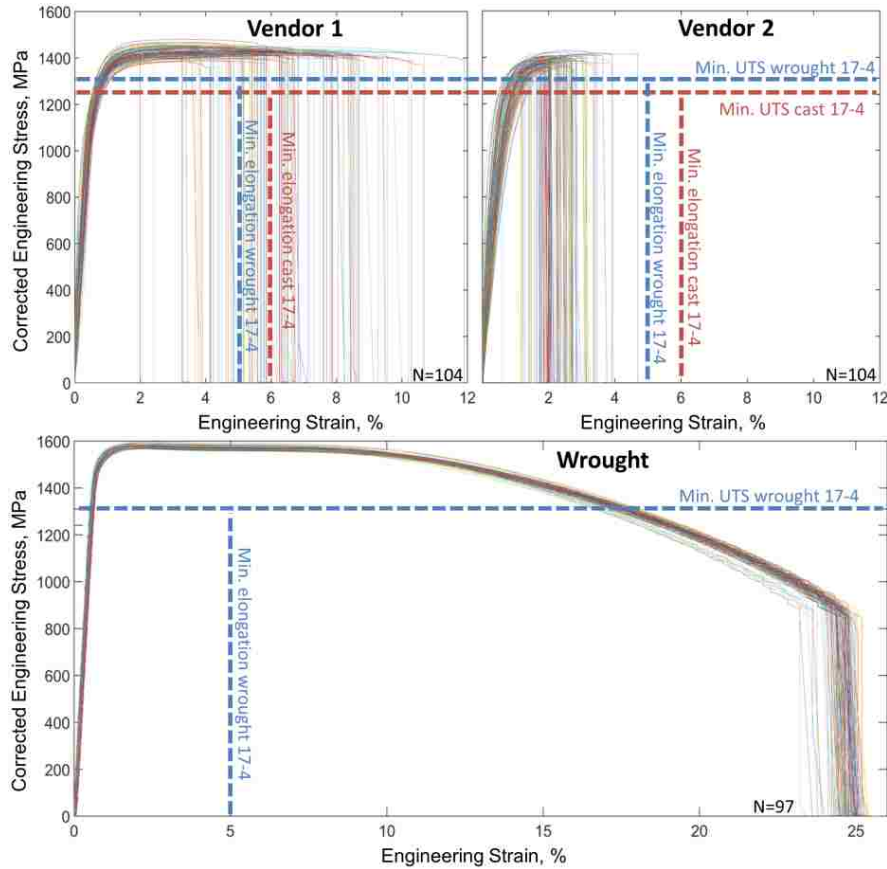 Vendor 1
Vendor 2
Corrected Engineering Stress, MPa
1600
1400
1200
1000
800
600
400
200
0
Min. UTS wrought 17-4
Min. UTS cast 17-4
Min. elongation wrought 17-4
Min. elongation cast 17-4
Min. elongation wrought 17-4
Min. elongation cast 17-4
N=104
N=104
0 2 4 6 8 10 12
2 4 6 8 10 12
Engineering Strain, %
Engineering Strain, %
Wrought
Corrected Engineering Stress, MPa
1600
1400
1200
1000
800
600
400
200
0
Min. UTS wrought 17-4
Min. elongation wrought 17-4
N=97
0 5 10 15 20 25
Engineering Strain, %